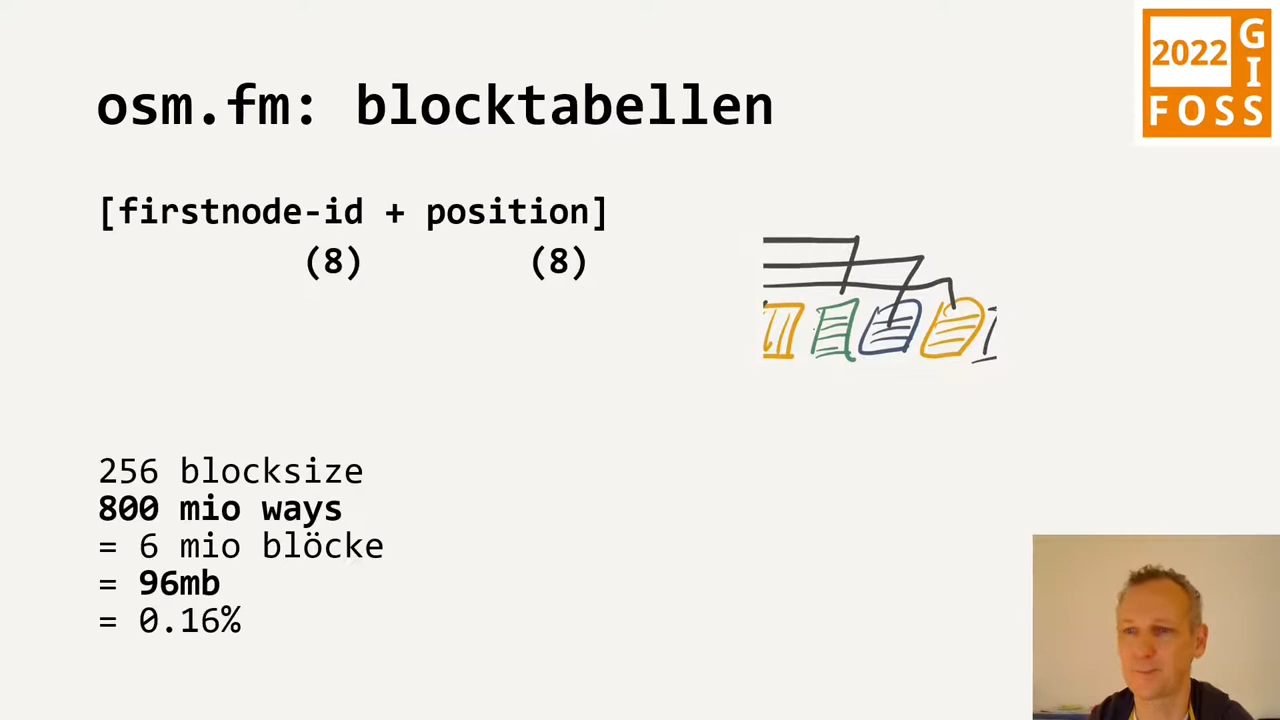 osm.fm: blocktabellen
2022
GIS
FOSS
[firstnode-id + position]
(8) (8)
256 blocksize
800 mio ways
= 6 mio blöcke
= 96mb
= 0.16%